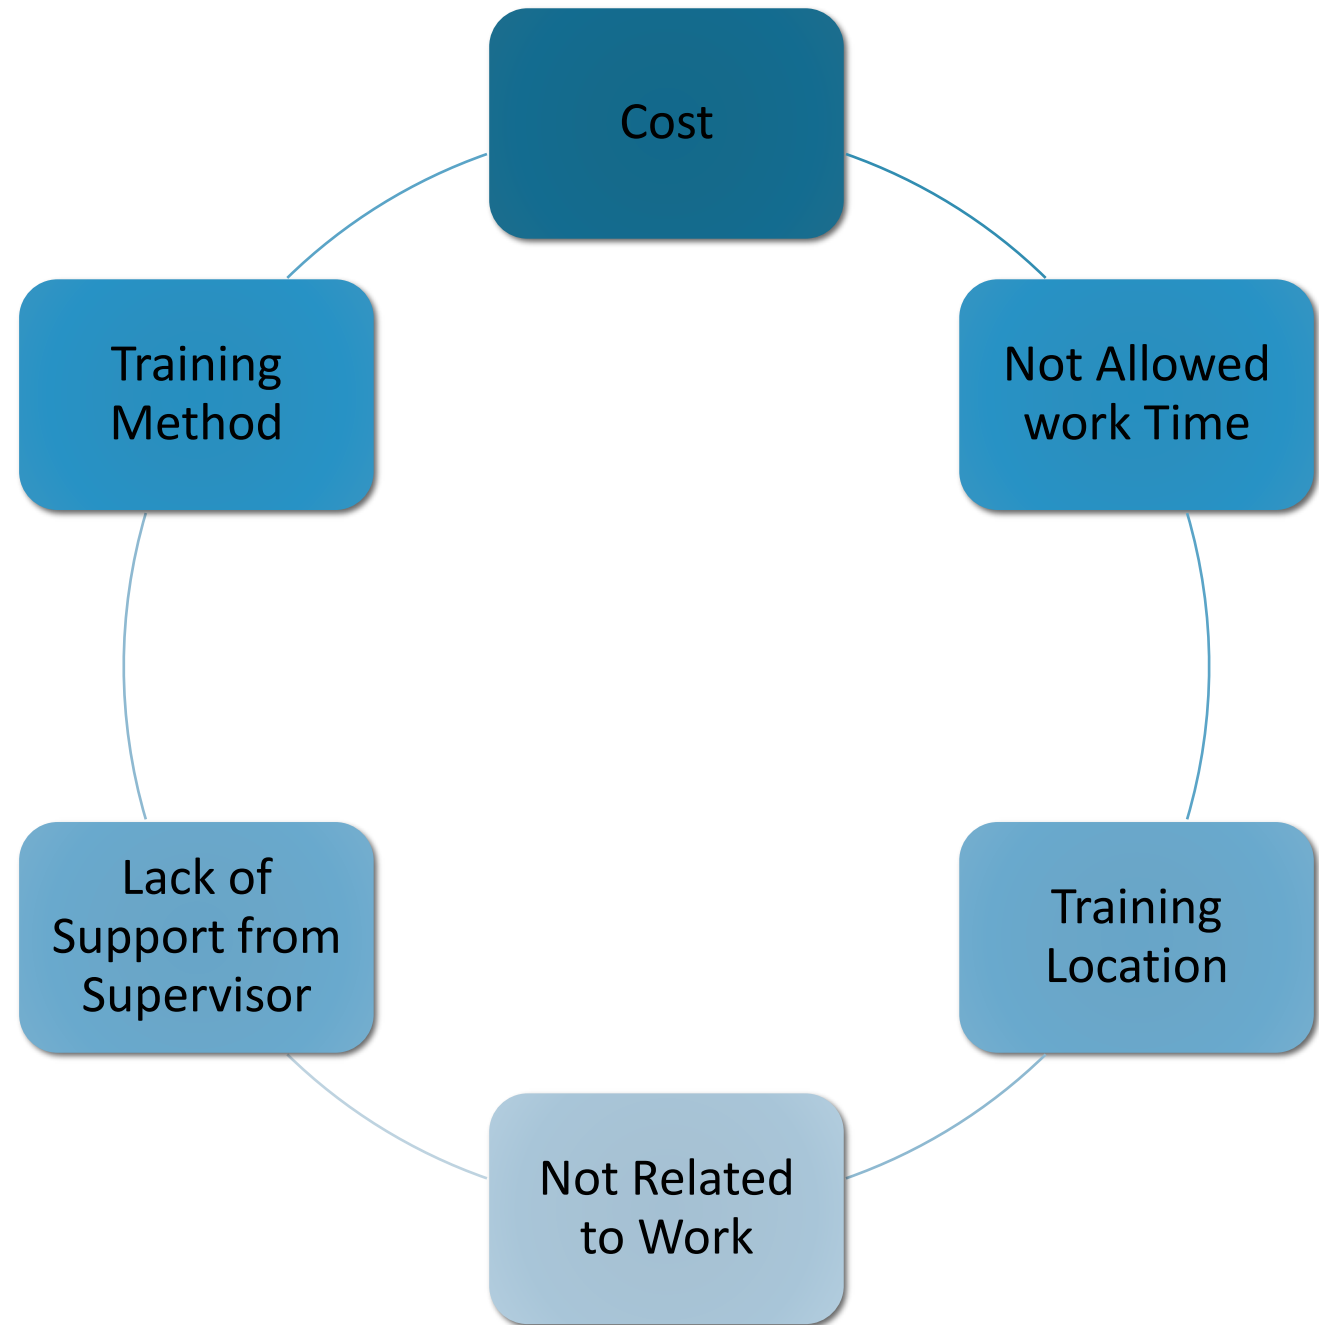 Cost
Not Allowed
work Time
Training
Location
Not Related
to Work
Lack of
Support from
Supervisor
Training
Method